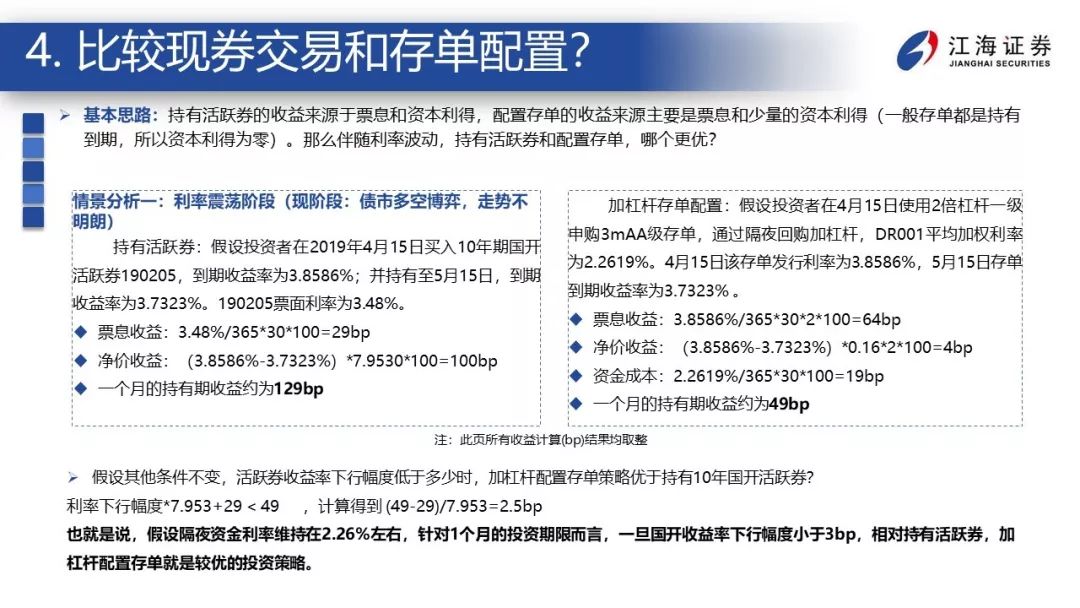 4. 比较现券交易和存单配置？
江海证券
JIANGHAI SECURITIES
基本思路：持有活跃券的收益来源于票息和资本利得，配置存单的收益来源主要是票息和少量的资本利得（一般存单都是持有
到期，所以资本利得为零）。那么伴随利率波动，持有活跃券和配置存单，哪个更优？
情景分析一：利率震荡阶段（现阶段：债市多空博弈，走势不
明朗）
持有活跃券：假设投资者在2019年4月15日买入10年期国开
活跃券190205，到期收益率为3.8586%；并持有至5月15日，到期
收益率为3.7323%。190205票面利率为3.48%。
票息收益：3.48%/365*30*100=29bp
净价收益：（3.8586%-3.7323%）*7.9530*100=100bp
一个月的持有期收益约为129bp
加杠杆存单配置：假设投资者在4月15日使用2倍杠杆一级
申购3mAA级存单，通过隔夜回购加杠杆，DR001平均加权利率
为2.2619%。4月15日该存单发行利率为3.8586%，5月15日存单
到期收益率为3.7323% 。
票息收益：3.8586%/365*30*2*100=64bp
净价收益：（3.8586%-3.7323%）*0.16*2*100=4bp
资金成本：2.2619%/365*30*100=19bp
一个月的持有期收益约为49bp
注：此页所有收益计算(bp)结果均取整
假设其他条件不变，活跃券收益率下行幅度低于多少时，加杠杆配置存单策略优于持有10年国开活跃券?
利率下行幅度*7.953+29 < 49 ，计算得到 (49-29)/7.953=2.5bp
也就是说，假设隔夜资金利率维持在2.26%左右，针对1个月的投资期限而言，一旦国开收益率下行幅度小于3bp，相对持有活跃券，加
杠杆配置存单就是较优的投资策略。